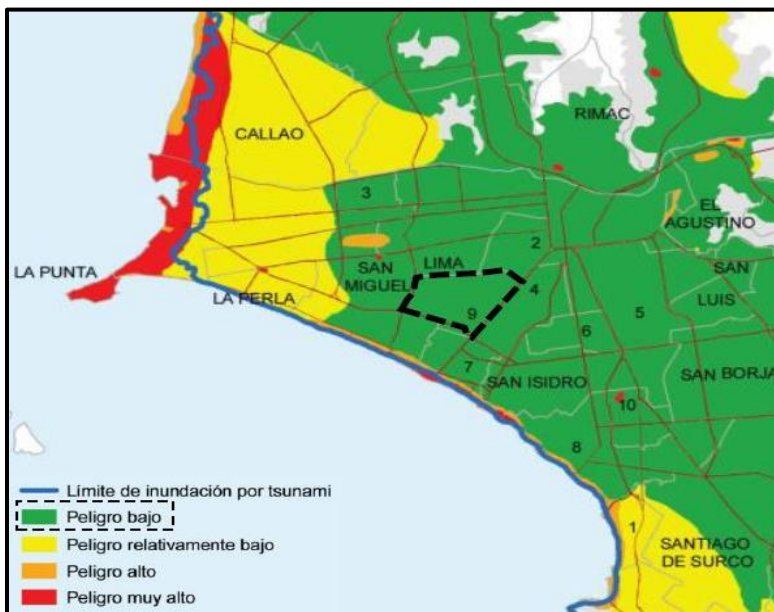 CALLAO
RIMAC
3
EL
AGUSTINO
2
LIMA
SAN
MIGUEL
SAN
LUIS
LA PUNTA
LA PERLA
4
9
5
6
7
SAN ISIDRO
SAN BORJA
10
8
1
SANTIAGO
DE SURCO
Límite de inundación por tsunami
Peligro bajo
Peligro relativamente bajo
Peligro alto
Peligro muy alto